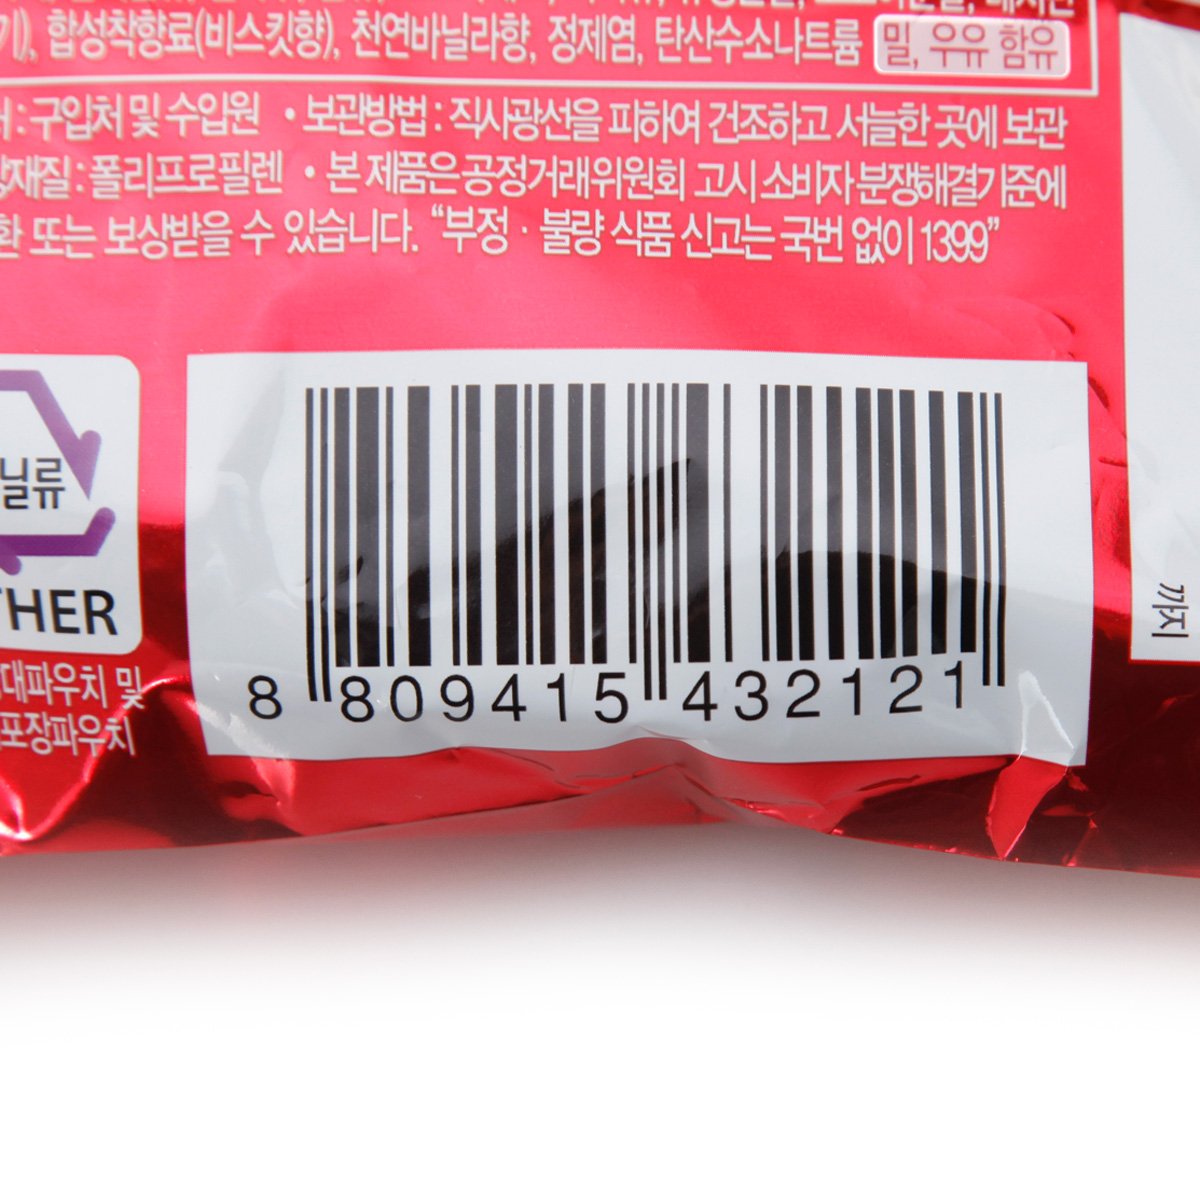 합성착향료(비스킷향), 천연바닐라향, 정제염, 탄산수소나트륨 밀, 우유 함유
: 구입처 및 수입원 • 보관방법 : 직사광선을 피하여 건조하고 서늘한 곳에 보관
재질 : 폴리프로필렌 • 본 제품은 공정거래위원회 고시 소비자 분쟁해결기준에
또는 보상받을 수 있습니다. “부정 · 불량 식품 신고는 국번 없이 1399”
닐류
THER
대파우치 및
포장파우치
8 809415 432121
까지